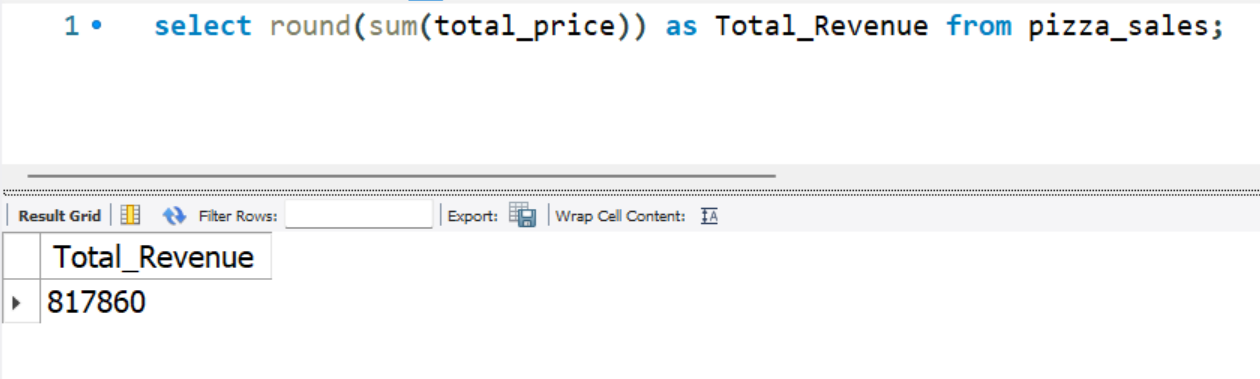 1 select round(sum(total_price)) as Total_Revenue from pizza_sales;
Result Grid Filter Rows: Export: Wrap Cell Content: IA
Total_Revenue
817860